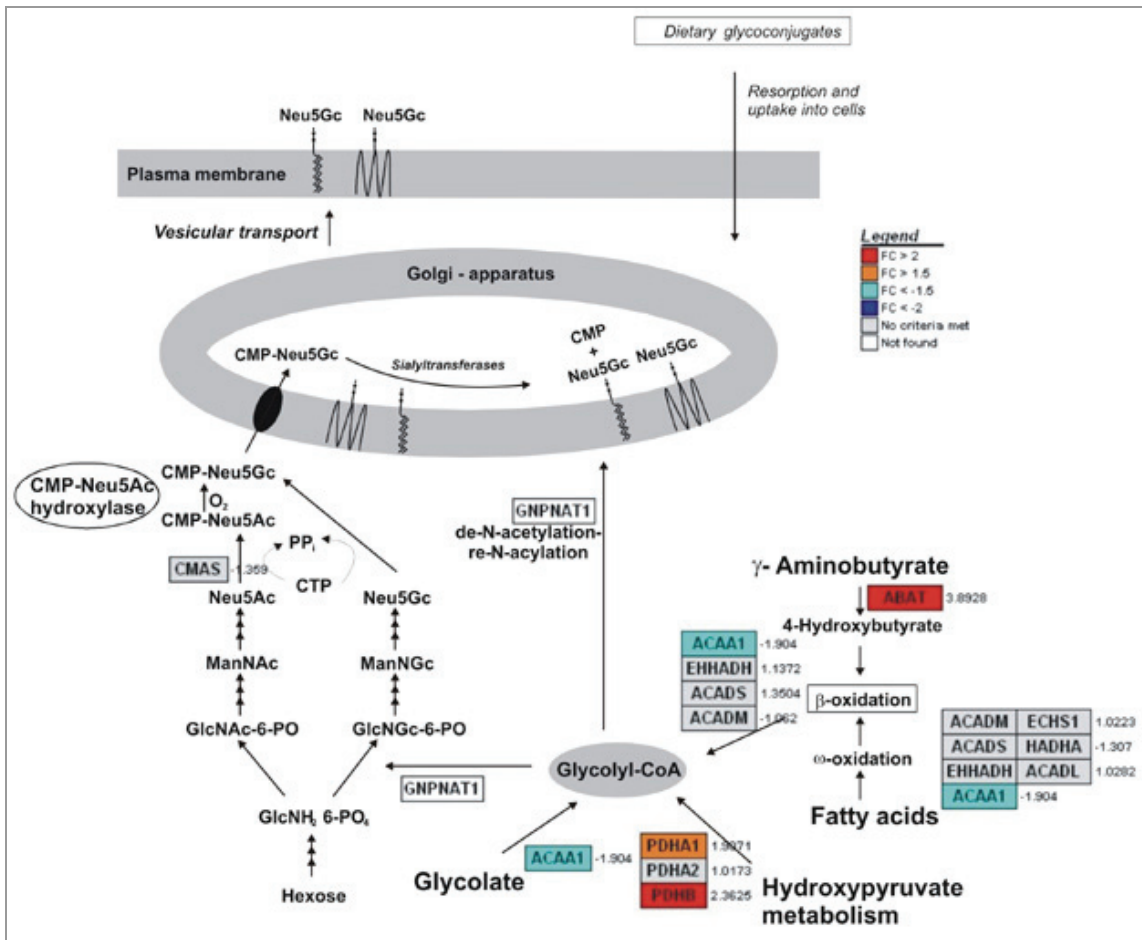 Dietary glycoconjugates
Resorption and
uptake into cells
Neu5Gc Neu5Gc
Plasma membrane
Vesicular transport
Golgi - apparatus
Legend
FC > 2
FC > 1.5
FC < -1.5
FC < -2
No criteria met
Not found
CMP-Neu5Gc
Sialyltransferases
CMP
+
Neu5Gc
Neu5Gc
CMP-Neu5Ac
hydroxylase
CMP-Neu5Gc
O₂
CMP-Neu5Ac
PPᵢ
CMAS -1.359
CTP
Neu5Ac
Neu5Gc
ManNAc
ManNGc
GlcNAc-6-PO
GlcNGc-6-PO
GNPNAT1
GlcNH₂ 6-PO₄
Hexose
GNPNAT1
de-N-acetylation-
re-N-acylation
γ- Aminobutyrate
ABAT 3.8928
4-Hydroxybutyrate
ACAA1 -1.904
EHHADH 1.1372
ACADS 1.3504
ACADM -1.062
β-oxidation
ω-oxidation
Fatty acids
ACADM ECHS1 1.0223
ACADS HADHA -1.307
EHHADH ACADL 1.0282
ACAA1 -1.904
Glycolyl-CoA
Glycolate
ACAA1 -1.904
PDHA1
PDHA2 1.0173
PDHB 2.3625
Hydroxypyruvate
metabolism